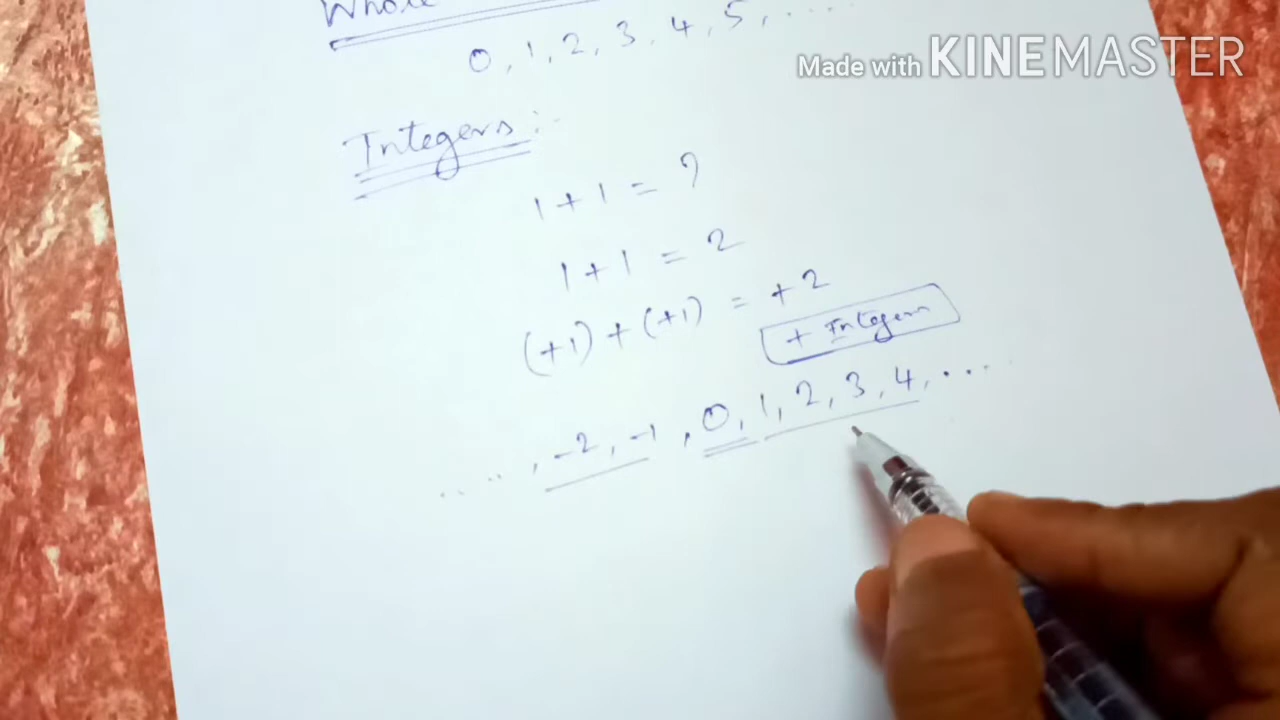 Whole
0, 1, 2, 3, 4, 5, ....
Made with KINEMASTER
Integers :-
1 + 1 = ?
1 + 1 = 2
(+1) + (+1) = +2
+ Integers
....., -2, -1, 0, 1, 2, 3, 4, ....